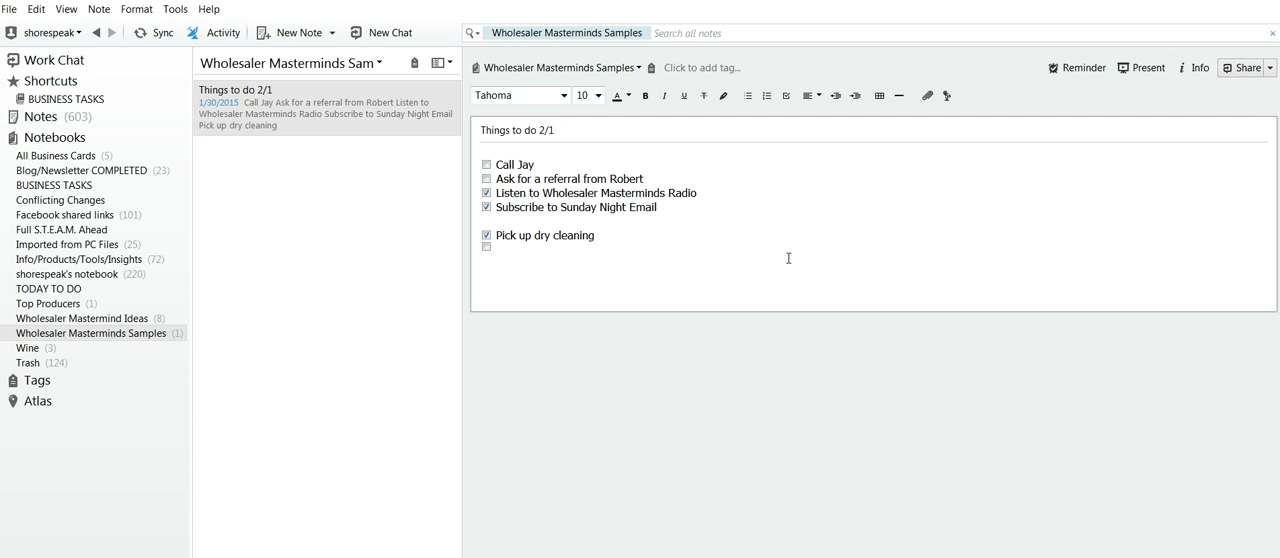 File Edit View Note Format Tools Help
shorespeak Sync Activity New Note New Chat
Wholesaler Masterminds Samples Search all notes ×
Work Chat
Shortcuts
BUSINESS TASKS
Notes (603)
Notebooks
All Business Cards (5)
Blog/Newsletter COMPLETED (23)
BUSINESS TASKS
Conflicting Changes
Facebook shared links (101)
Full S.T.E.A.M. Ahead
Imported from PC Files (25)
Info/Products/Tools/Insights (72)
shorespeak's notebook (220)
TODAY TO DO
Top Producers (1)
Wholesaler Mastermind Ideas (8)
Wholesaler Masterminds Samples (1)
Wine (3)
Trash (124)
Tags
Atlas
Wholesaler Masterminds Sam
Things to do 2/1
1/30/2015 Call Jay Ask for a referral from Robert Listen to
Wholesaler Masterminds Radio Subscribe to Sunday Night Email
Pick up dry cleaning
Wholesaler Masterminds Samples Click to add tag...
Reminder Present Info Share
Tahoma 10 A B I U T
Things to do 2/1
Call Jay
Ask for a referral from Robert
Listen to Wholesaler Masterminds Radio
Subscribe to Sunday Night Email
Pick up dry cleaning